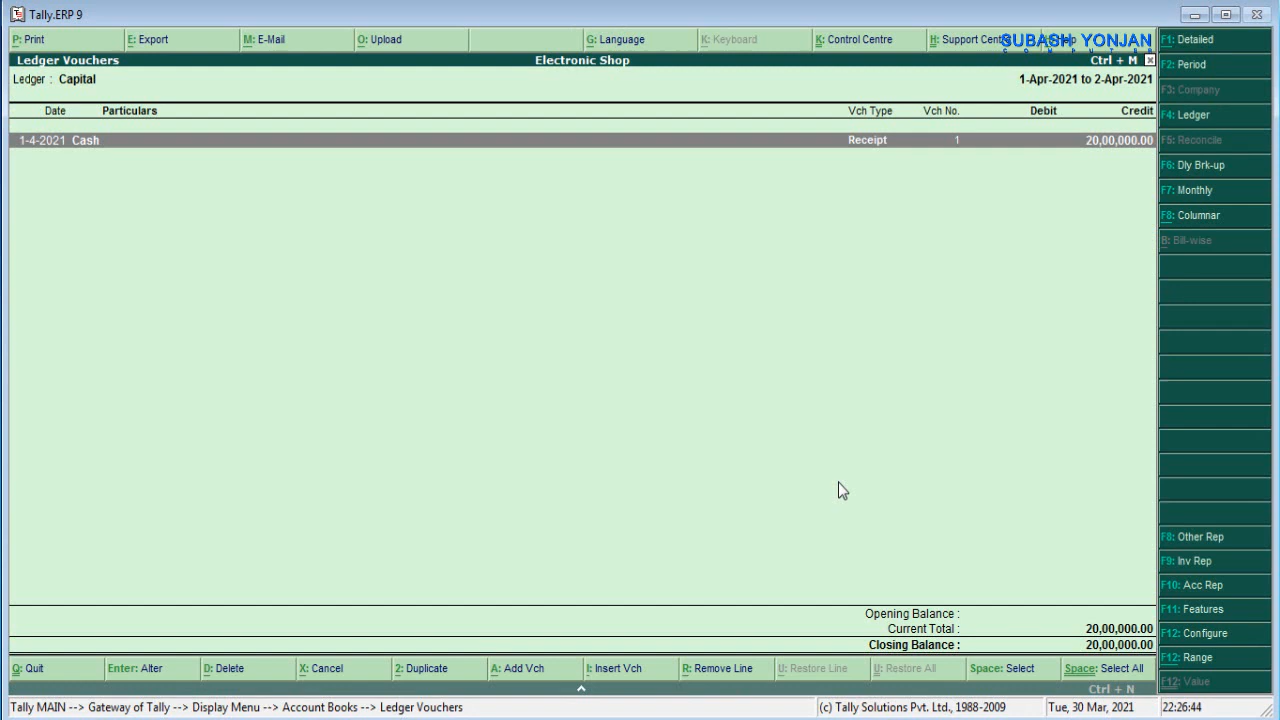 Tally.ERP 9
P: Print E: Export M: E-Mail O: Upload G: Language K: Keyboard K: Control Centre H: Support Cent
SUBASH YONJAN
F1: Detailed
Ledger Vouchers Electronic Shop Ctrl + M
F2: Period
Ledger : Capital 1-Apr-2021 to 2-Apr-2021
F3: Company
Date Particulars Vch Type Vch No. Debit Credit
F4: Ledger
1-4-2021 Cash Receipt 1 20,00,000.00
F5: Reconcile
F6: Dly Brk-up
F7: Monthly
F8: Columnar
B: Bill-wise
F8: Other Rep
F9: Inv Rep
F10: Acc Rep
F11: Features
Opening Balance :
Current Total : 20,00,000.00
F12: Configure
Closing Balance : 20,00,000.00
F12: Range
Q: Quit Enter: Alter D: Delete X: Cancel 2: Duplicate A: Add Vch I: Insert Vch R: Remove Line U: Restore Line U: Restore All Space: Select Space: Select All
F12: Value
Ctrl + N
Tally MAIN --> Gateway of Tally --> Display Menu --> Account Books --> Ledger Vouchers (c) Tally Solutions Pvt. Ltd., 1988-2009 Tue, 30 Mar, 2021 22:26:44